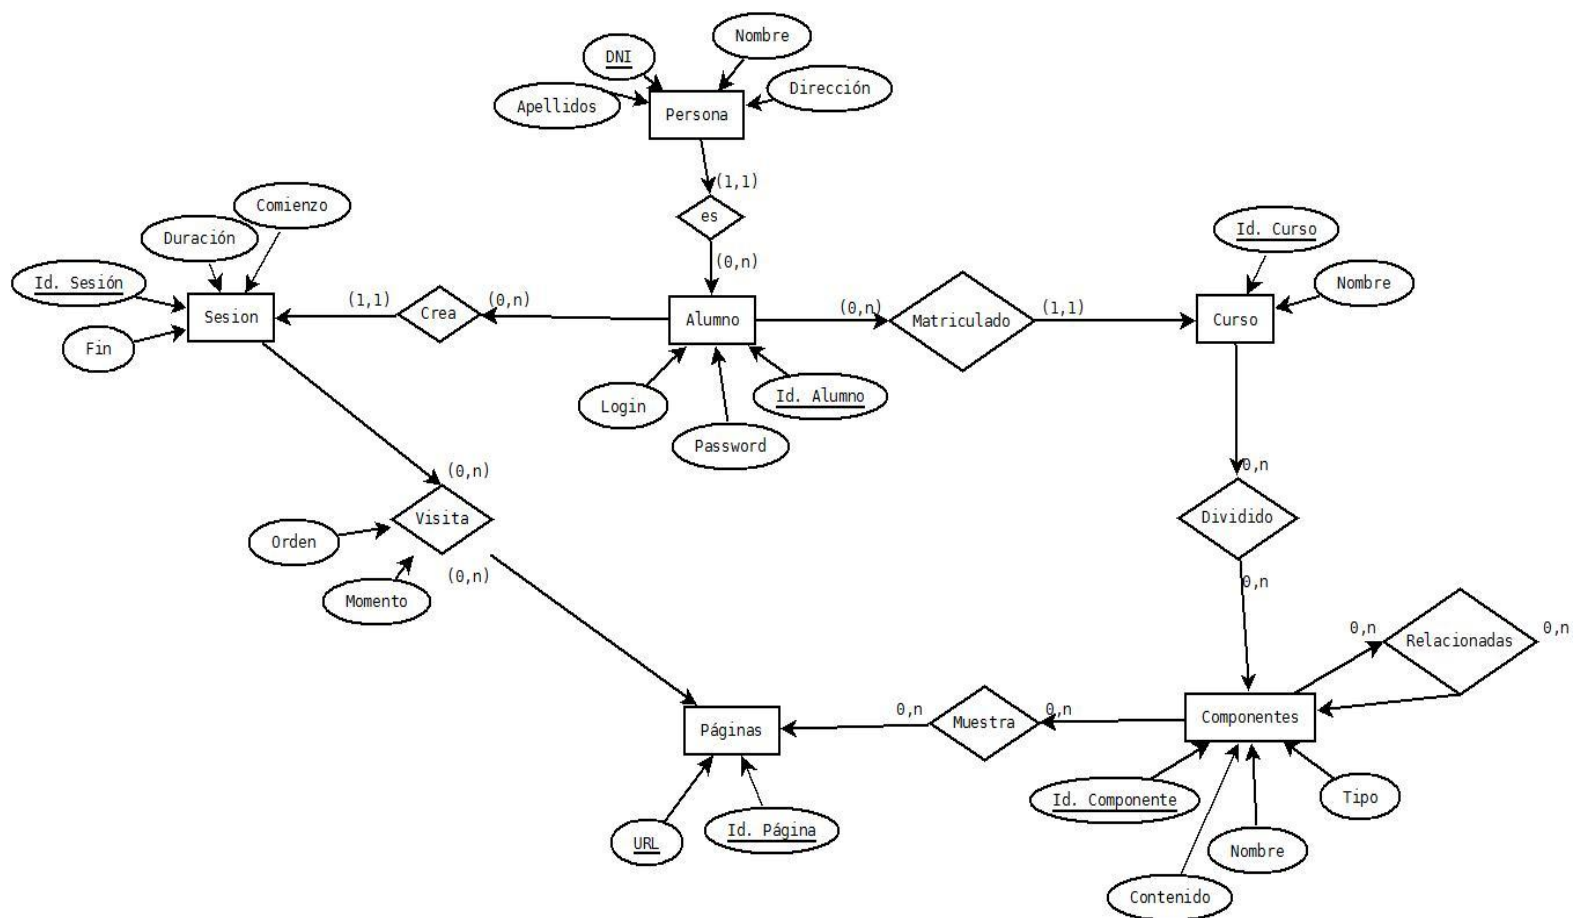 Nombre
DNI
Dirección
Apellidos
Persona
(1,1)
Comienzo
es
Id. Curso
Duración
(0,n)
Id. Sesión
Nombre
(1,1)
(0,n)
(0,n)
(1,1)
Sesion
Crea
Alumno
Matriculado
Curso
Fin
Id. Alumno
Login
Password
(0,n)
0,n
Visita
Dividido
Orden
(0,n)
0,n
Momento
0,n
Relacionadas
0,n
0,n
Muestra
0,n
Componentes
Páginas
Id. Componente
Tipo
Id. Página
URL
Nombre
Contenido